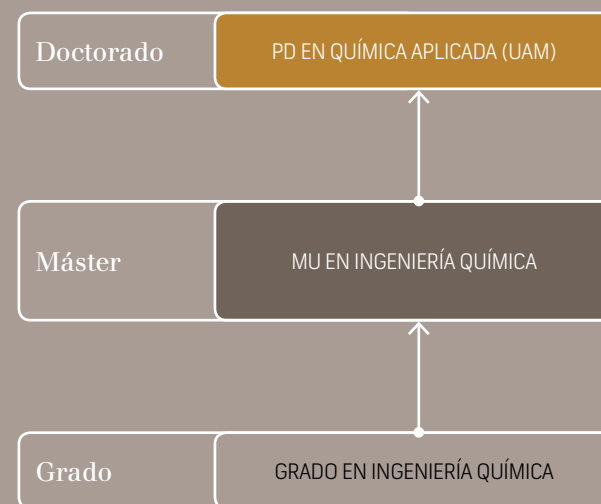 Doctorado
PD EN QUÍMICA APLICADA (UAM)
Máster
MU EN INGENIERÍA QUÍMICA
Grado
GRADO EN INGENIERÍA QUÍMICA